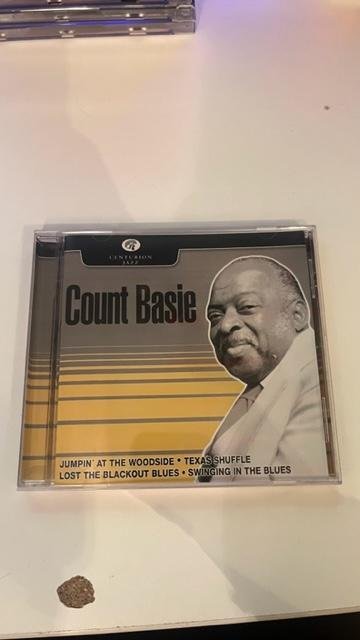 CENTURION
JAZZ
Count Basie
JUMPIN' AT THE WOODSIDE • TEXAS SHUFFLE
LOST THE BLACKOUT BLUES • SWINGING IN THE BLUES